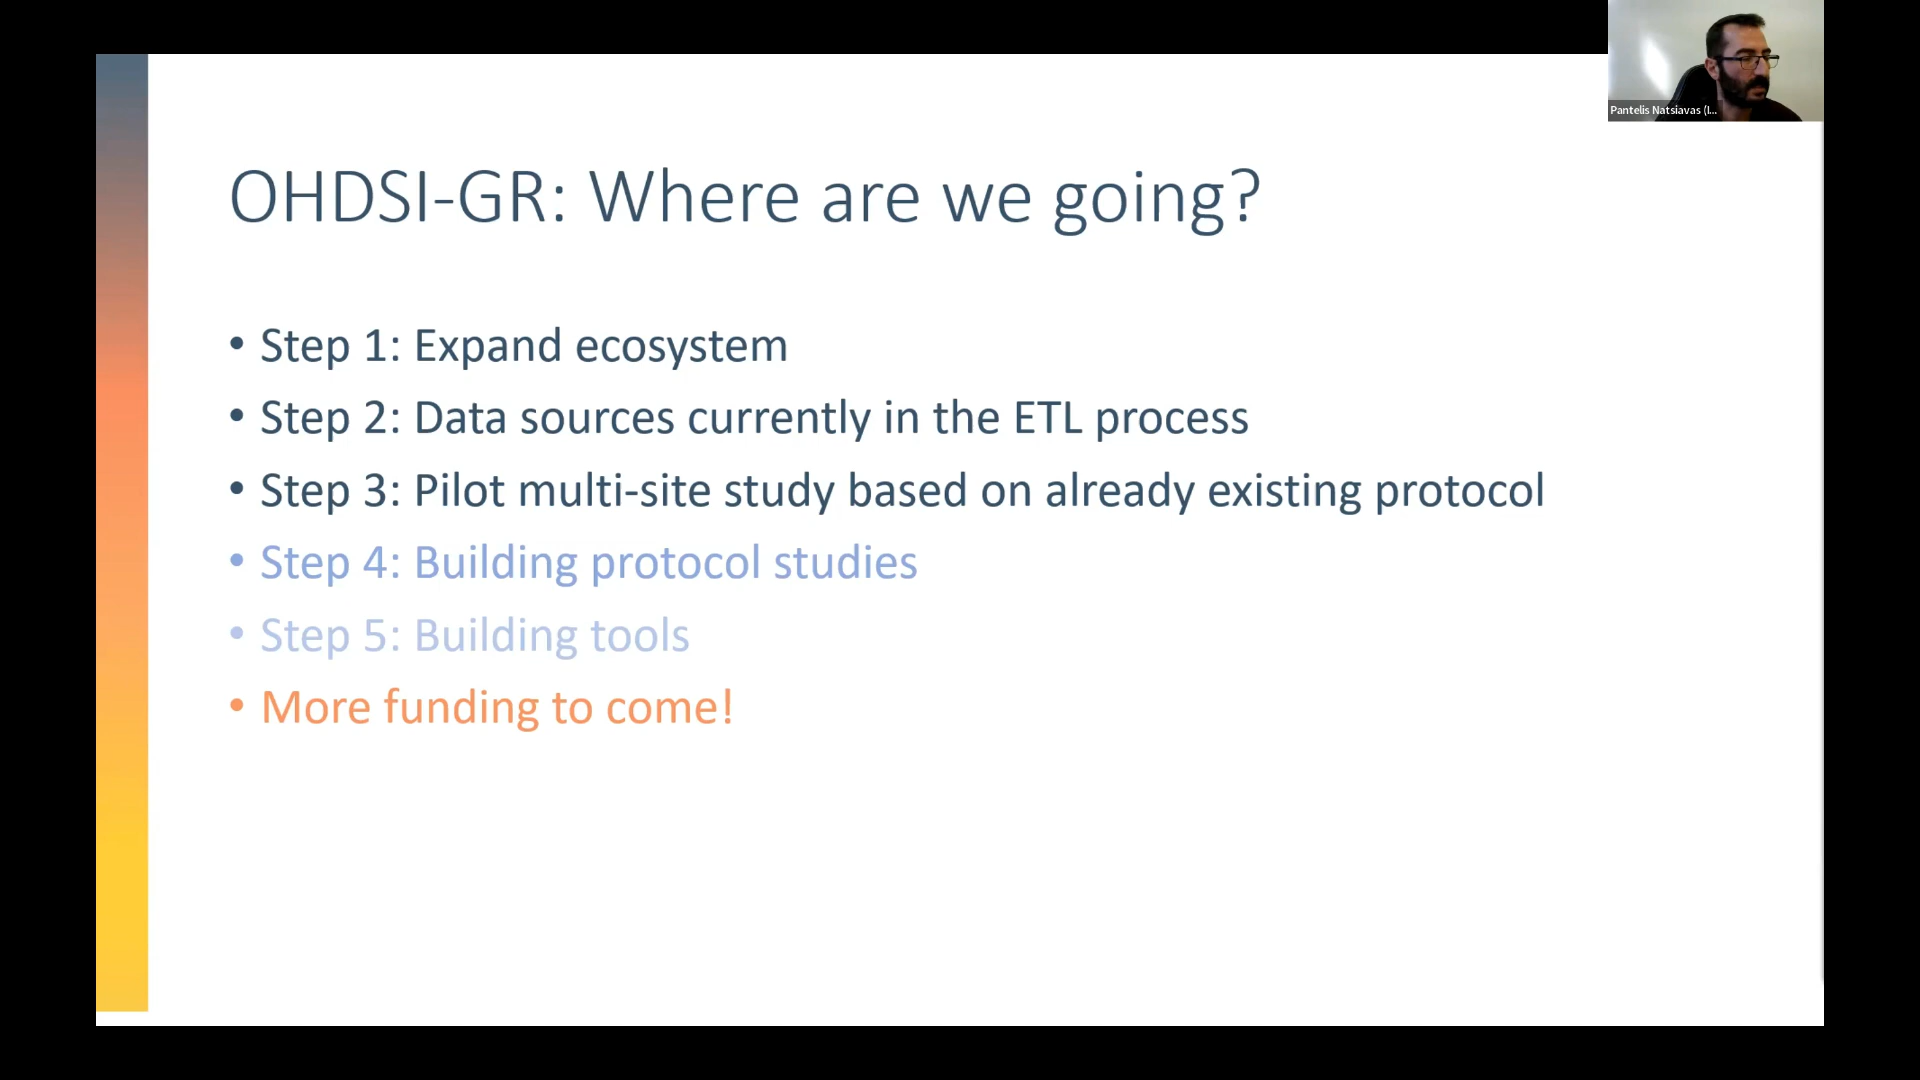 Pantelis Natsiavas (I...
OHDSI-GR: Where are we going?
• Step 1: Expand ecosystem
• Step 2: Data sources currently in the ETL process
• Step 3: Pilot multi-site study based on already existing protocol
• Step 4: Building protocol studies
• Step 5: Building tools
• More funding to come!